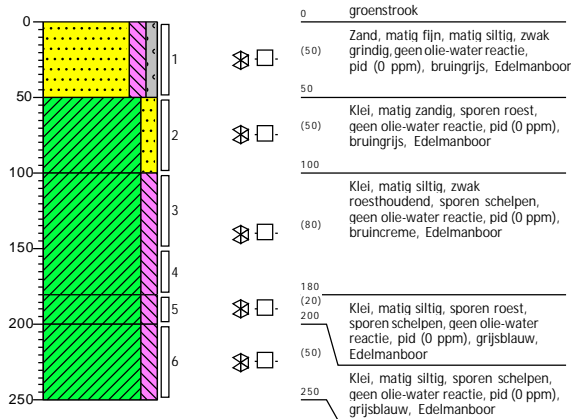 0
50
100
150
200
250
1
2
3
4
5
6
0 groenstrook
(50) Zand, matig fijn, matig siltig, zwak
grindig, geen olie-water reactie,
pid (0 ppm), bruingrijs, Edelmanboor
50
(50) Klei, matig zandig, sporen roest,
geen olie-water reactie, pid (0 ppm),
bruingrijs, Edelmanboor
100
Klei, matig siltig, zwak
roesthoudend, sporen schelpen,
geen olie-water reactie, pid (0 ppm),
(80) bruincreme, Edelmanboor
180
(20) Klei, matig siltig, sporen roest,
200 sporen schelpen, geen olie-water
reactie, pid (0 ppm), grijsblauw,
(50) Edelmanboor
Klei, matig siltig, sporen schelpen,
250 geen olie-water reactie, pid (0 ppm),
grijsblauw, Edelmanboor